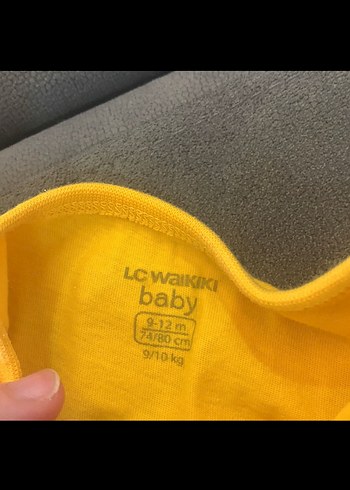 LC WAIKIKI
baby
9-12 m
74/80 cm
9/10 kg